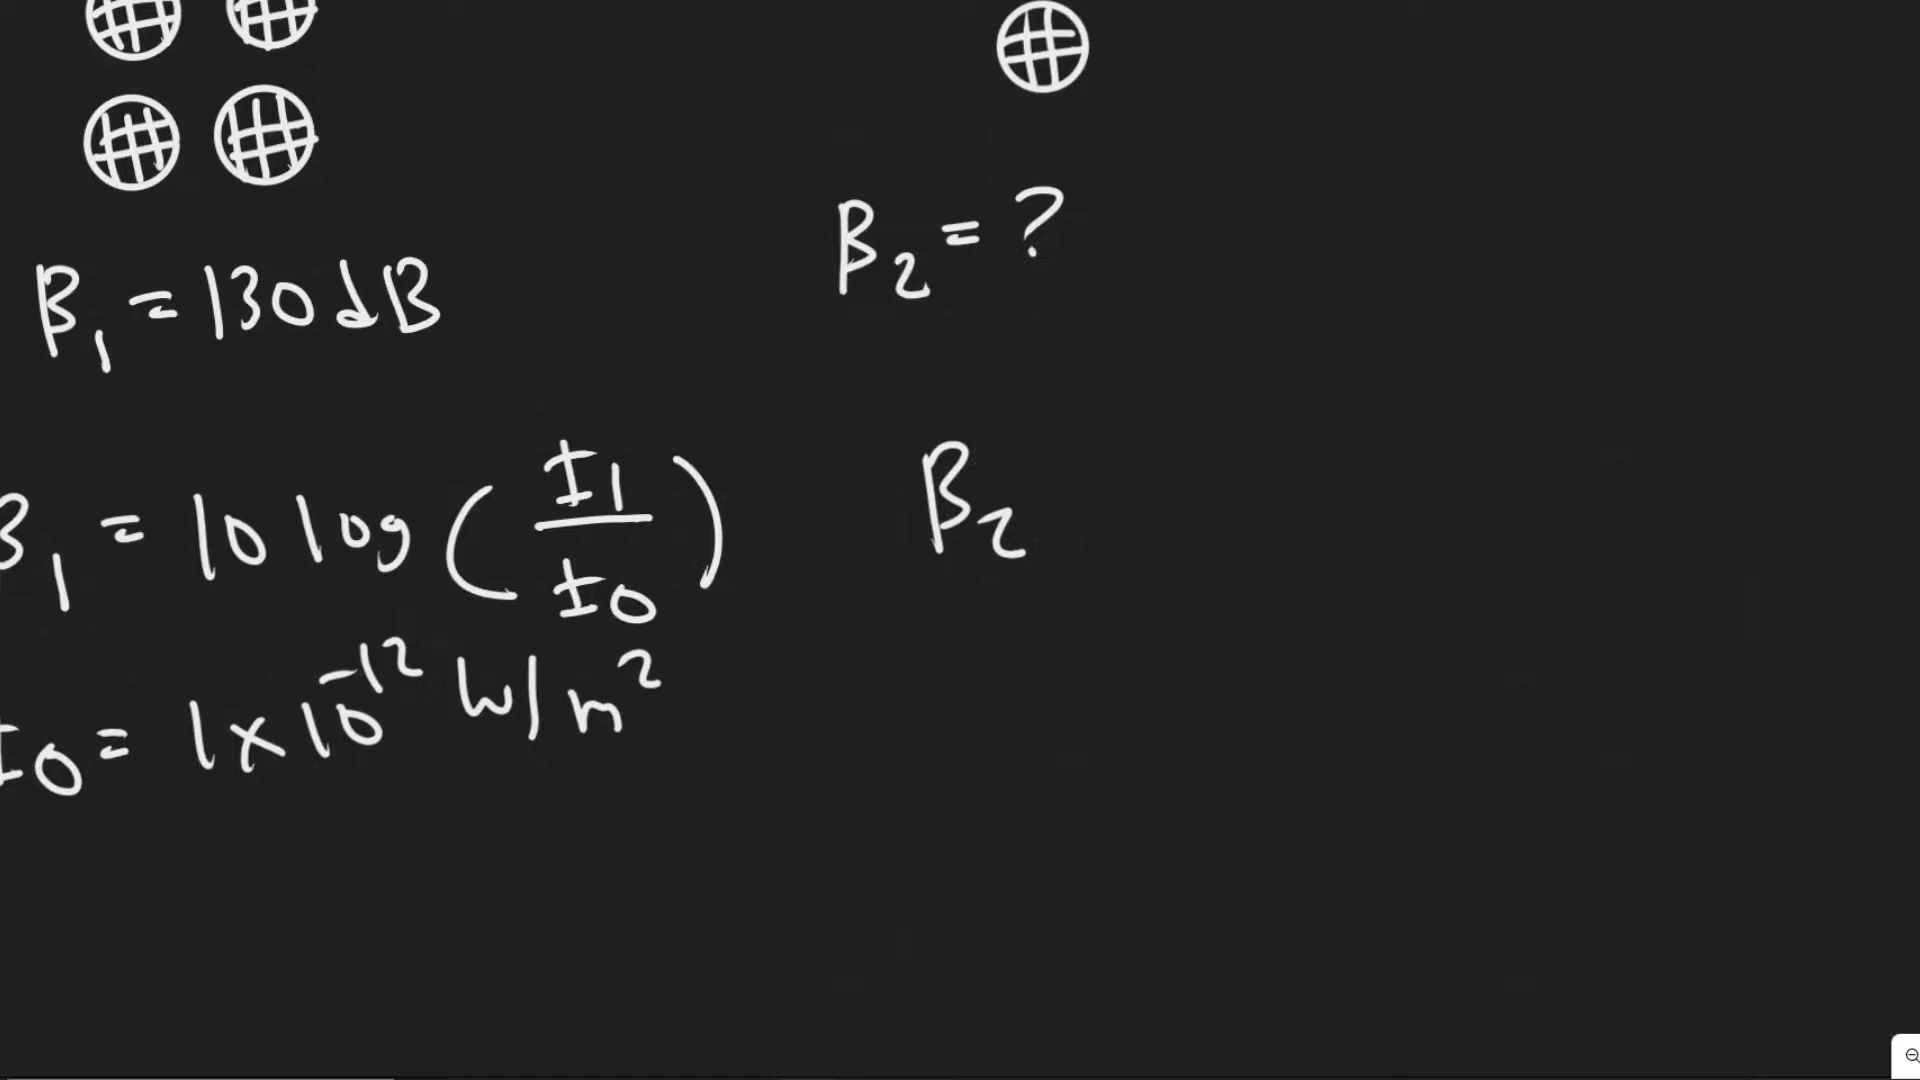 β₂ = ?
β₁ = 130 dB
β₁ = 10 log (I₁/I₀)
β₂
I₀ = 1 x 10⁻¹² W/m²